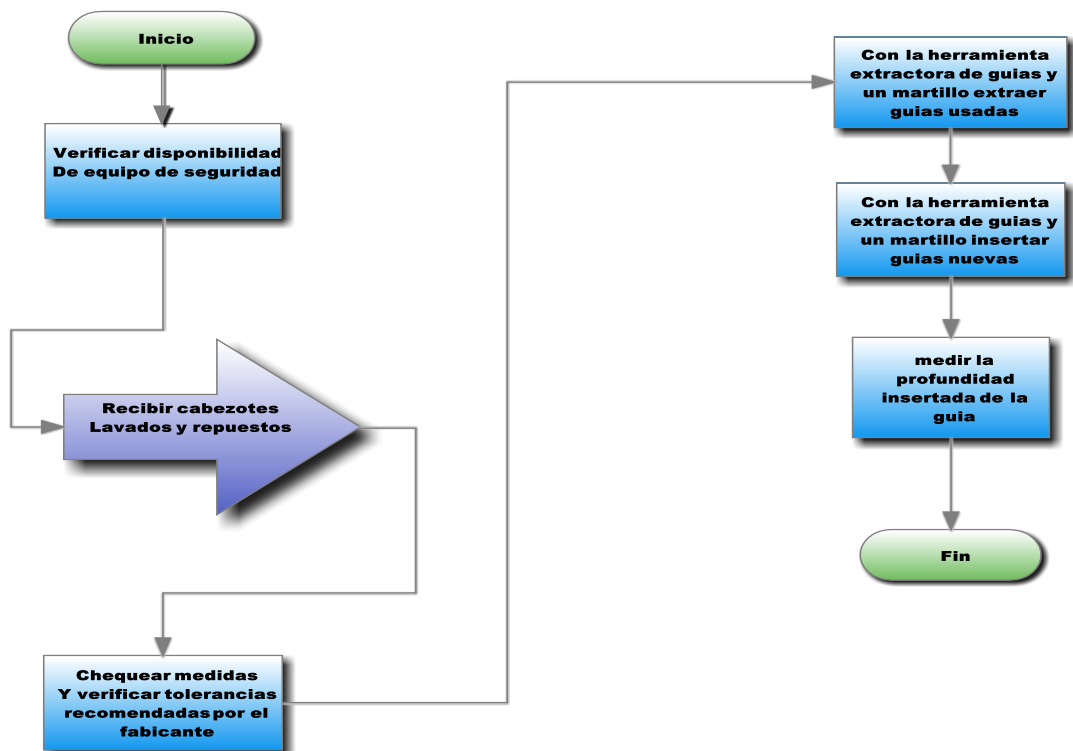 Inicio
Verificar disponibilidad
De equipo de seguridad
Recibir cabezotes
Lavados y repuestos
Chequear medidas
Y verificar tolerancias
recomendadas por el
fabicante
Con la herramienta
extractora de guias y
un martillo extraer
guias usadas
Con la herramienta
extractora de guias y
un martillo insertar
guias nuevas
medir la
profundidad
insertada de la
guia
Fin